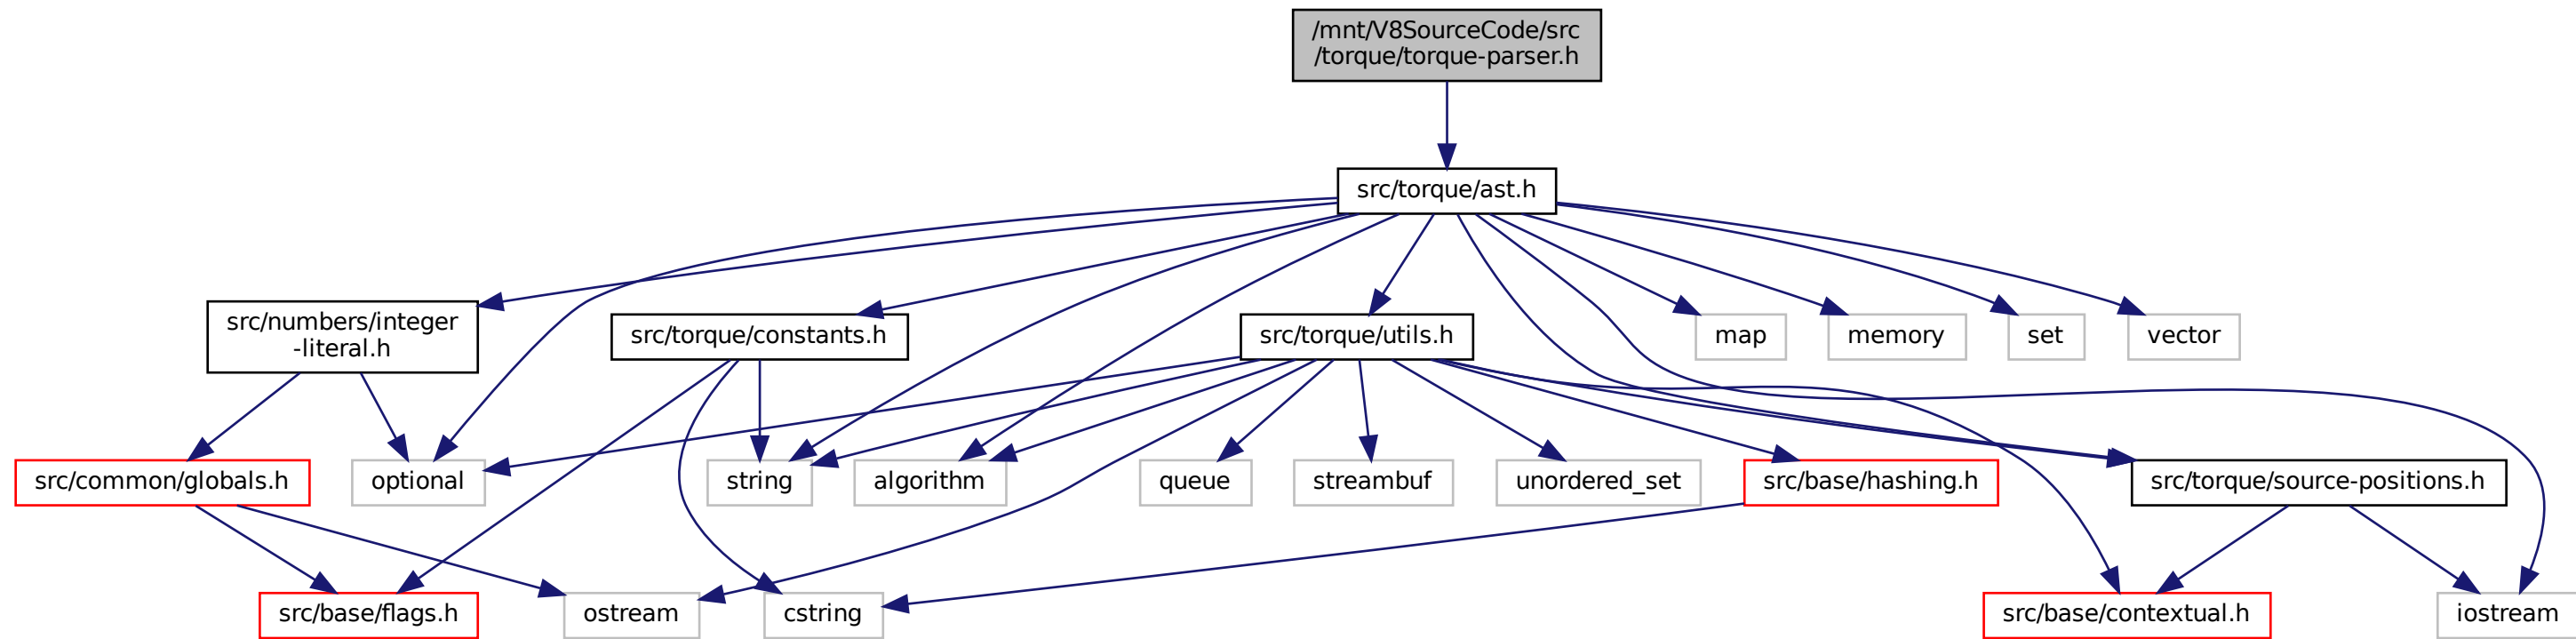 /mnt/V8SourceCode/src
/torque/torque-parser.h
src/torque/ast.h
src/numbers/integer
-literal.h
src/torque/constants.h
src/torque/utils.h
map
memory
set
vector
src/common/globals.h
optional
string
algorithm
queue
streambuf
unordered_set
src/base/hashing.h
src/torque/source-positions.h
src/base/flags.h
ostream
cstring
src/base/contextual.h
iostream